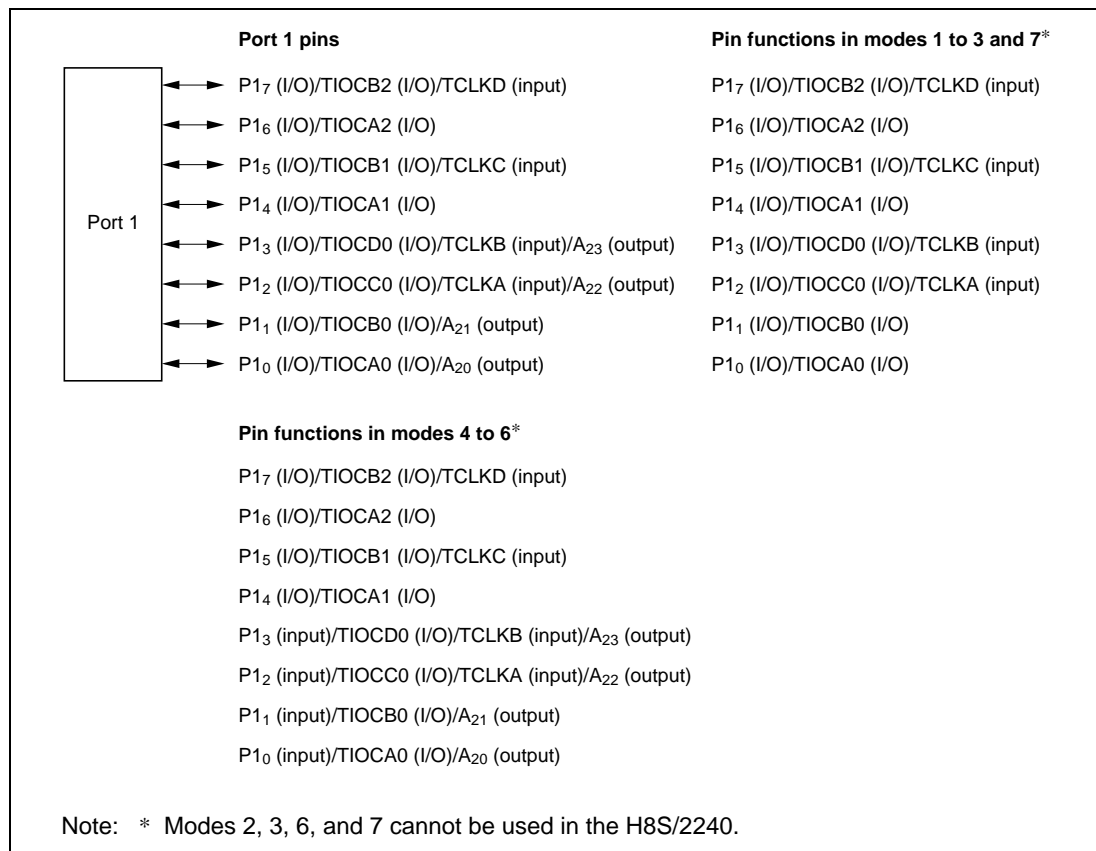 Port 1 pins
Pin functions in modes 1 to 3 and 7*
Port 1
P1₇ (I/O)/TIOCB2 (I/O)/TCLKD (input)
P1₆ (I/O)/TIOCA2 (I/O)
P1₅ (I/O)/TIOCB1 (I/O)/TCLKC (input)
P1₄ (I/O)/TIOCA1 (I/O)
P1₃ (I/O)/TIOCD0 (I/O)/TCLKB (input)/A₂₃ (output)
P1₂ (I/O)/TIOCC0 (I/O)/TCLKA (input)/A₂₂ (output)
P1₁ (I/O)/TIOCB0 (I/O)/A₂₁ (output)
P1₀ (I/O)/TIOCA0 (I/O)/A₂₀ (output)
P1₇ (I/O)/TIOCB2 (I/O)/TCLKD (input)
P1₆ (I/O)/TIOCA2 (I/O)
P1₅ (I/O)/TIOCB1 (I/O)/TCLKC (input)
P1₄ (I/O)/TIOCA1 (I/O)
P1₃ (I/O)/TIOCD0 (I/O)/TCLKB (input)
P1₂ (I/O)/TIOCC0 (I/O)/TCLKA (input)
P1₁ (I/O)/TIOCB0 (I/O)
P1₀ (I/O)/TIOCA0 (I/O)
Pin functions in modes 4 to 6*
P1₇ (I/O)/TIOCB2 (I/O)/TCLKD (input)
P1₆ (I/O)/TIOCA2 (I/O)
P1₅ (I/O)/TIOCB1 (I/O)/TCLKC (input)
P1₄ (I/O)/TIOCA1 (I/O)
P1₃ (input)/TIOCD0 (I/O)/TCLKB (input)/A₂₃ (output)
P1₂ (input)/TIOCC0 (I/O)/TCLKA (input)/A₂₂ (output)
P1₁ (input)/TIOCB0 (I/O)/A₂₁ (output)
P1₀ (input)/TIOCA0 (I/O)/A₂₀ (output)
Note: * Modes 2, 3, 6, and 7 cannot be used in the H8S/2240.